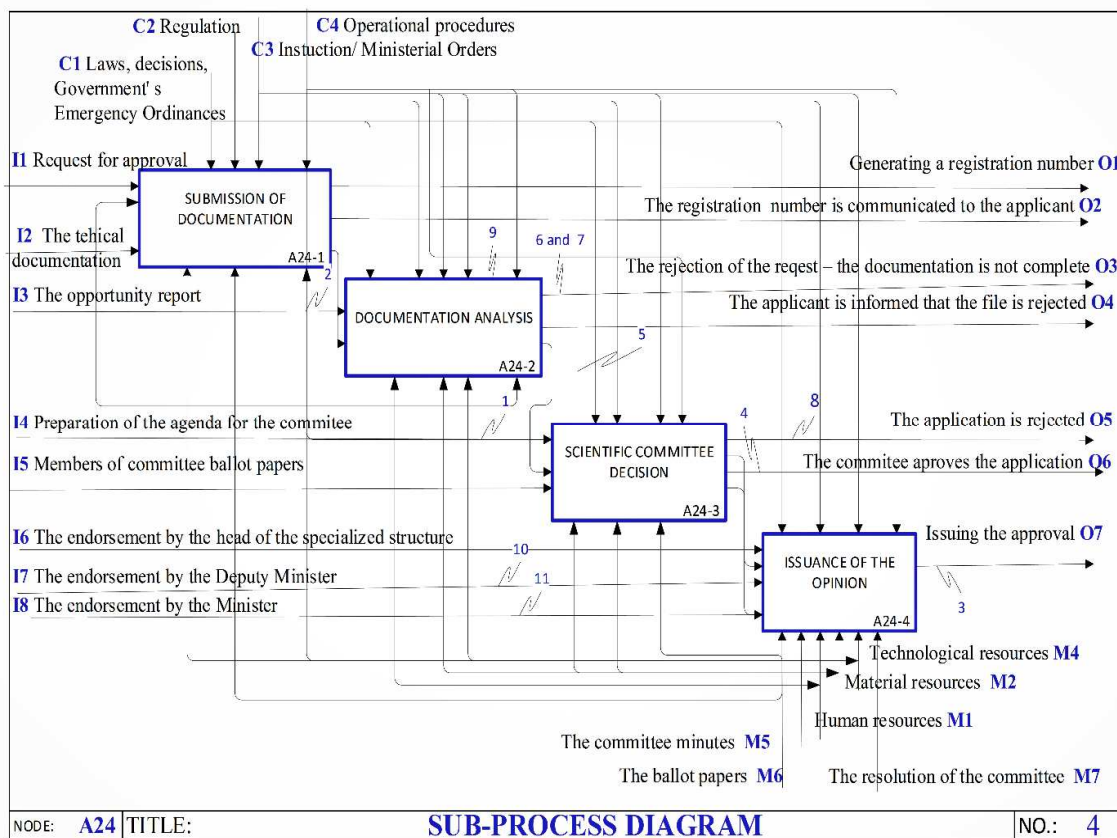 C2 Regulation
C4 Operational procedures
C3 Instuction/ Ministerial Orders
C1 Laws, decisions,
Government' s
Emergency Ordinances
I1 Request for approval
SUBMISSION OF
DOCUMENTATION
A24-1
Generating a registration number O1
The registration number is communicated to the applicant O2
I2 The tehical
documentation
2
9
6 and 7
The rejection of the reqest – the documentation is not complete O3
I3 The opportunity report
The applicant is informed that the file is rejected O4
DOCUMENTATION ANALYSIS
A24-2
5
1
4
8
I4 Preparation of the agenda for the commitee
The application is rejected O5
SCIENTIFIC COMMITTEE
DECISION
A24-3
I5 Members of committee ballot papers
The commitee aproves the application O6
I6 The endorsement by the head of the specialized structure
Issuing the approval O7
10
ISSUANCE OF THE
OPINION
A24-4
I7 The endorsement by the Deputy Minister
11
I8 The endorsement by the Minister
3
Technological resources M4
Material resources M2
Human resources M1
The committee minutes M5
The ballot papers M6
The resolution of the committee M7
NODE: A24 TITLE: SUB-PROCESS DIAGRAM NO.: 4